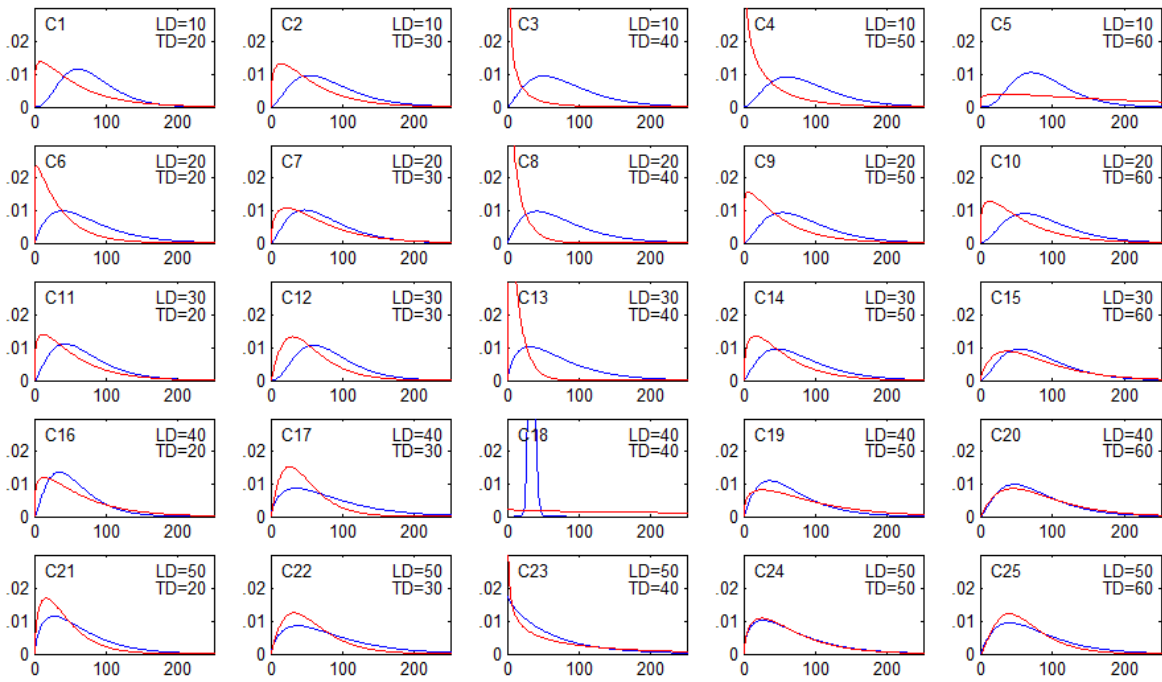 C1 LD=10 C2 LD=10 C3 LD=10 C4 LD=10 C5 LD=10
TD=20 TD=30 TD=40 TD=50 TD=60
.02 .02 .02 .02 .02
.01 .01 .01 .01 .01
0 0 0 0 0
0 100 200 0 100 200 0 100 200 0 100 200 0 100 200
C6 LD=20 C7 LD=20 C8 LD=20 C9 LD=20 C10 LD=20
TD=20 TD=30 TD=40 TD=50 TD=60
.02 .02 .02 .02 .02
.01 .01 .01 .01 .01
0 0 0 0 0
0 100 200 0 100 200 0 100 200 0 100 200 0 100 200
C11 LD=30 C12 LD=30 C13 LD=30 C14 LD=30 C15 LD=30
TD=20 TD=30 TD=40 TD=50 TD=60
.02 .02 .02 .02 .02
.01 .01 .01 .01 .01
0 0 0 0 0
0 100 200 0 100 200 0 100 200 0 100 200 0 100 200
C16 LD=40 C17 LD=40 C18 LD=40 C19 LD=40 C20 LD=40
TD=20 TD=30 TD=40 TD=50 TD=60
.02 .02 .02 .02 .02
.01 .01 .01 .01 .01
0 0 0 0 0
0 100 200 0 100 200 0 100 200 0 100 200 0 100 200
C21 LD=50 C22 LD=50 C23 LD=50 C24 LD=50 C25 LD=50
TD=20 TD=30 TD=40 TD=50 TD=60
.02 .02 .02 .02 .02
.01 .01 .01 .01 .01
0 0 0 0 0
0 100 200 0 100 200 0 100 200 0 100 200 0 100 200